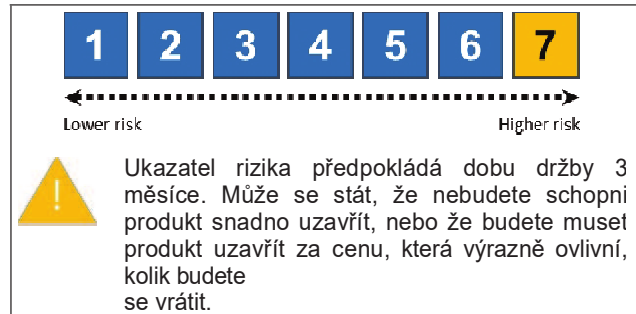 1 2 3 4 5 6 7
Lower risk Higher risk
!
Ukazatel rizika předpokládá dobu držby 3
měsíce. Může se stát, že nebudete schopni
produkt snadno uzavřít, nebo že budete muset
produkt uzavřít za cenu, která výrazně ovlivní,
kolik budete
se vrátit.